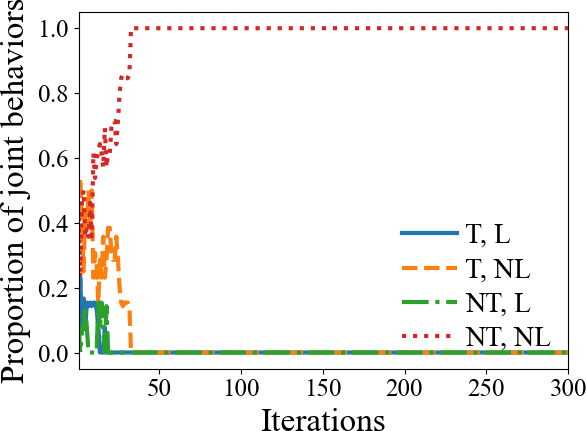 Proportion of joint behaviors
1.0
0.8
0.6
0.4
0.2
0.0
T, L
T, NL
NT, L
NT, NL
50 100 150 200 250 300
Iterations